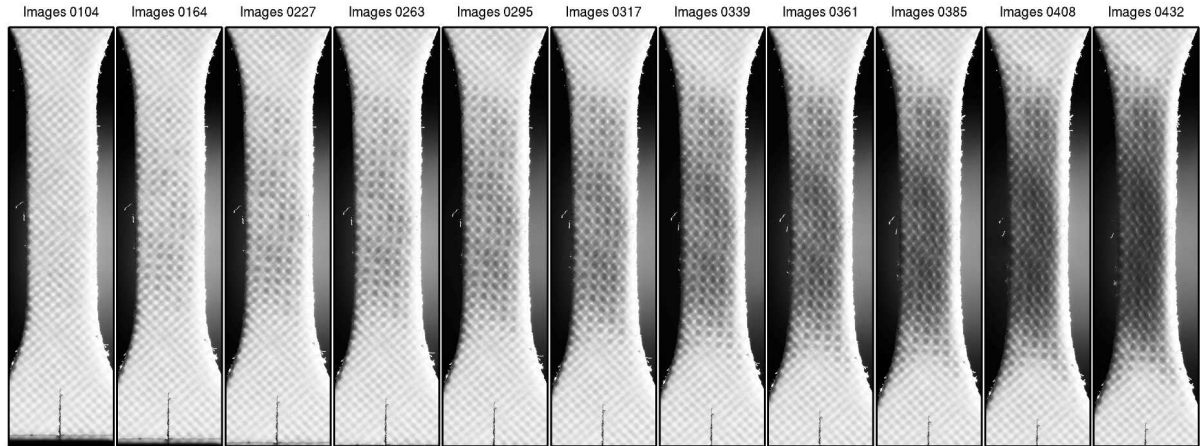 Images 0104
Images 0164
Images 0227
Images 0263
Images 0295
Images 0317
Images 0339
Images 0361
Images 0385
Images 0408
Images 0432